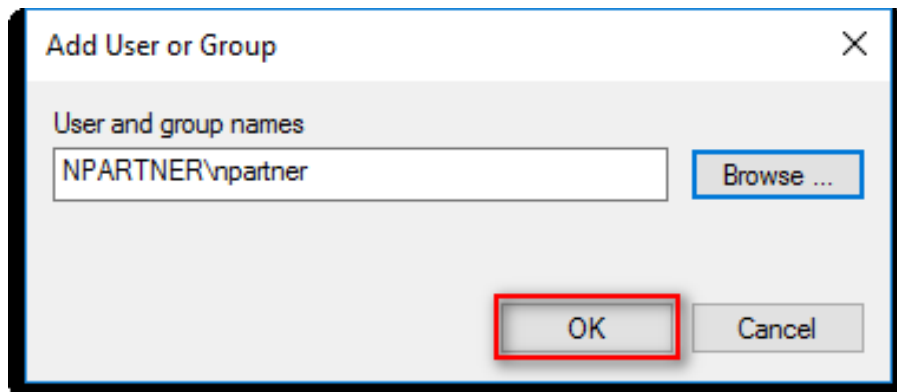 Add User or Group
User and group names
NPARTNER\npartner
Browse ...
OK
Cancel